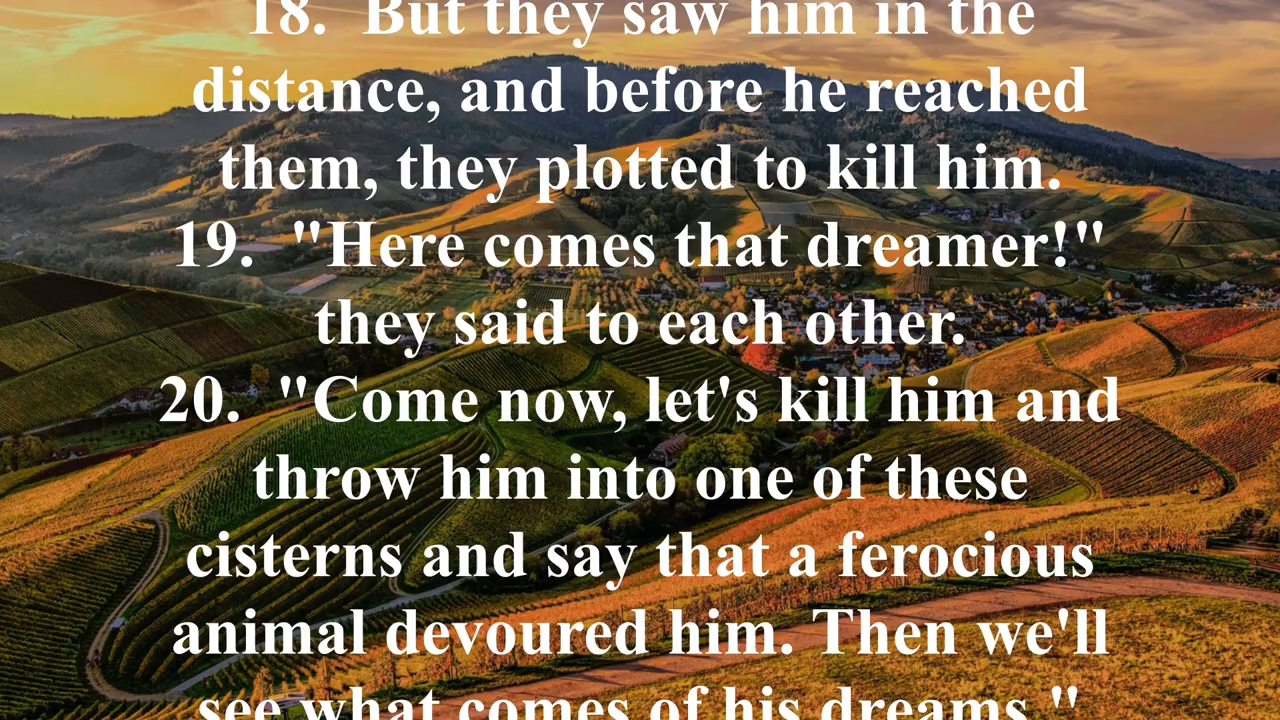 18.  But they saw him in the
distance, and before he reached
them, they plotted to kill him.
19.  "Here comes that dreamer!"
they said to each other.
20.  "Come now, let's kill him and
throw him into one of these
cisterns and say that a ferocious
animal devoured him. Then we'll
see what comes of his dreams."